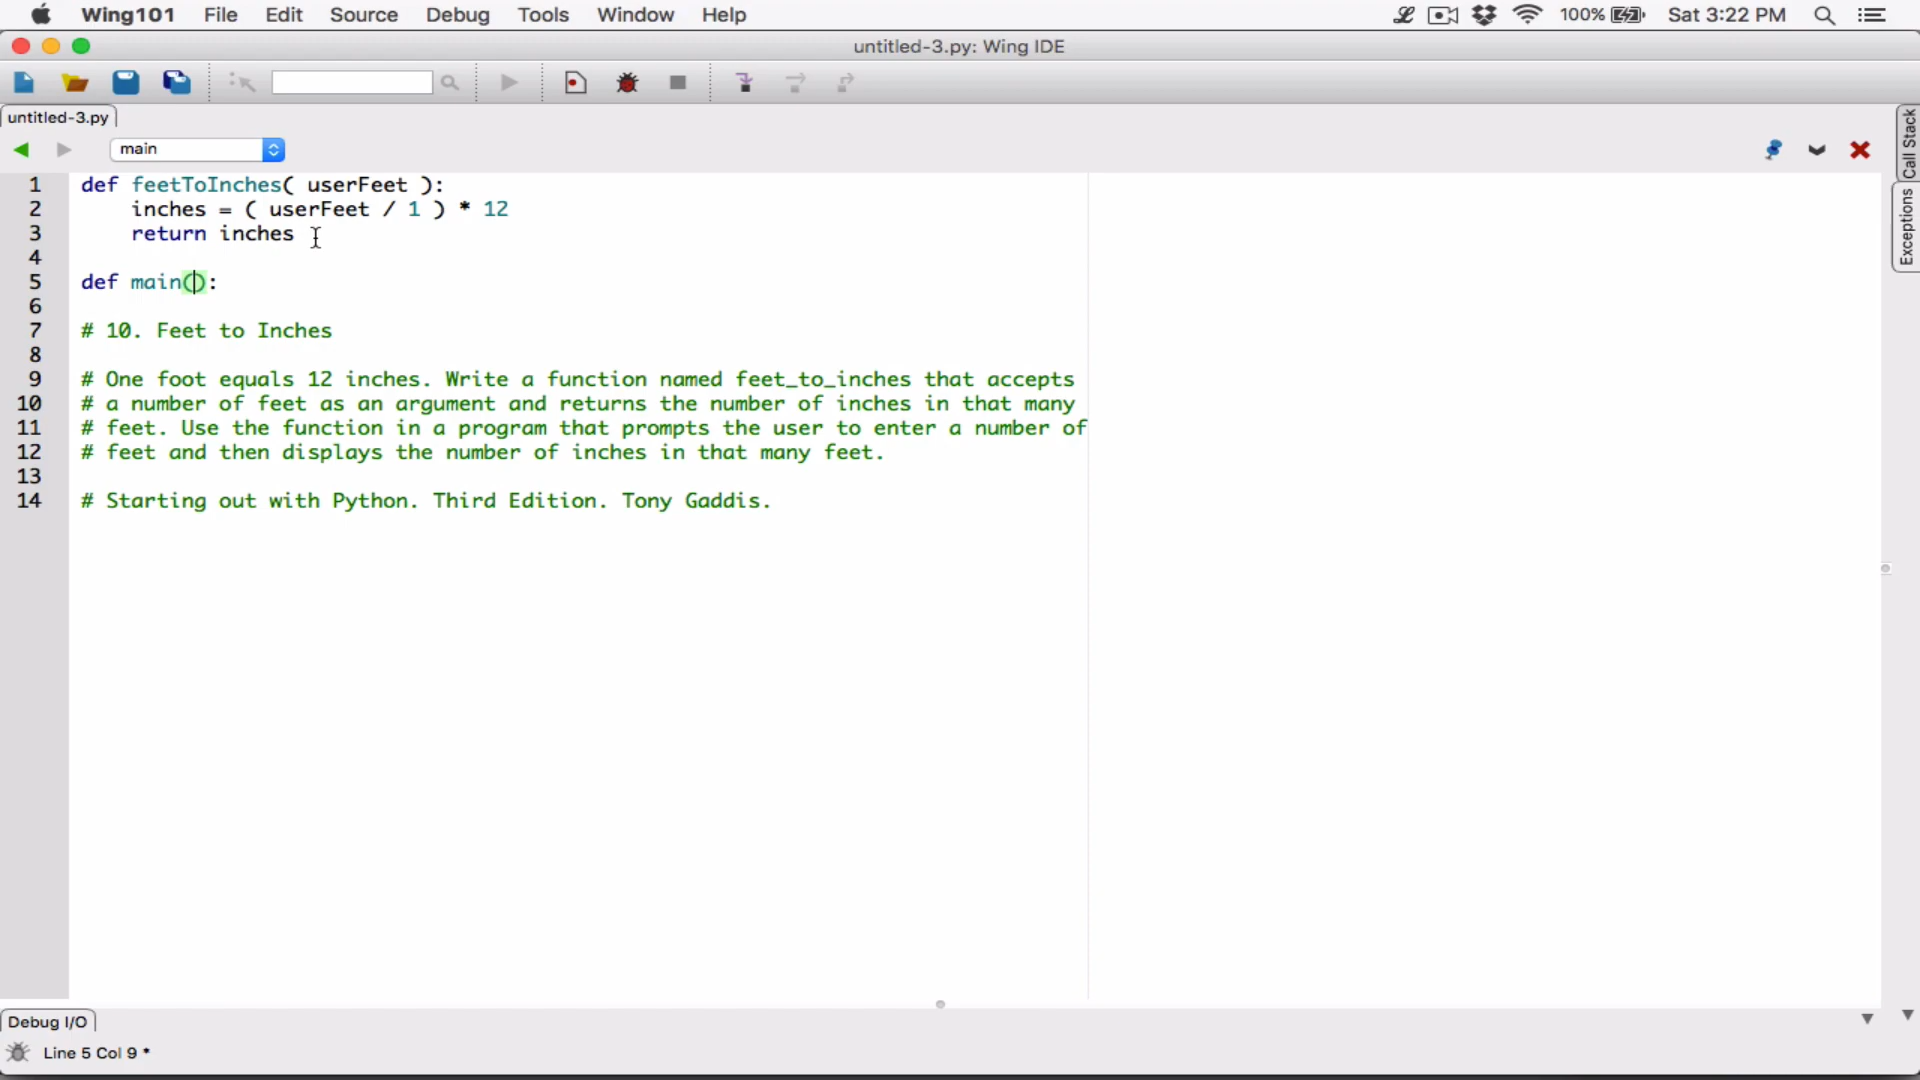 Wing101 File Edit Source Debug Tools Window Help 100% Sat 3:22 PM
untitled-3.py: Wing IDE
untitled-3.py
main
1 def feetToInches( userFeet ):
2 inches = ( userFeet / 1 ) * 12
3 return inches
4
5 def main():
6
7 # 10. Feet to Inches
8
9 # One foot equals 12 inches. Write a function named feet_to_inches that accepts
10 # a number of feet as an argument and returns the number of inches in that many
11 # feet. Use the function in a program that prompts the user to enter a number of
12 # feet and then displays the number of inches in that many feet.
13
14 # Starting out with Python. Third Edition. Tony Gaddis.
Call Stack
Exceptions
Debug I/O
Line 5 Col 9 *